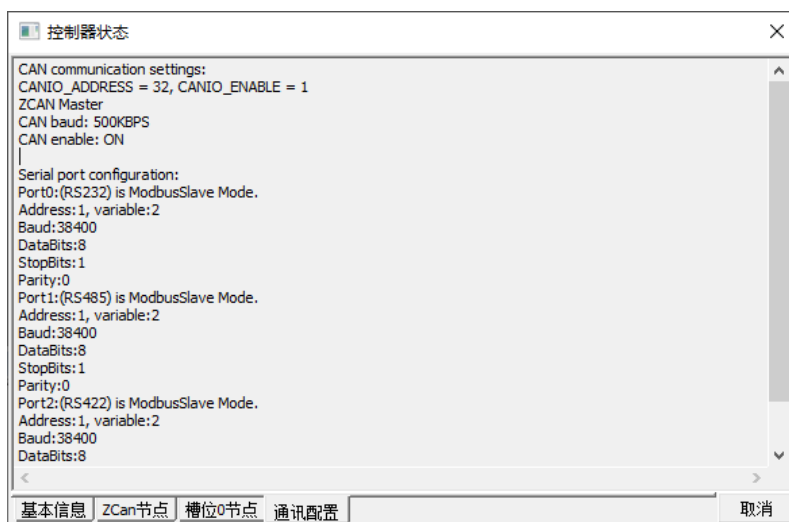 控制器状态
CAN communication settings:
CANIO_ADDRESS = 32, CANIO_ENABLE = 1
ZCAN Master
CAN baud: 500KBPS
CAN enable: ON
Serial port configuration:
Port0:(RS232) is ModbusSlave Mode.
Address:1, variable:2
Baud:38400
DataBits:8
StopBits:1
Parity:0
Port1:(RS485) is ModbusSlave Mode.
Address:1, variable:2
Baud:38400
DataBits:8
StopBits:1
Parity:0
Port2:(RS422) is ModbusSlave Mode.
Address:1, variable:2
Baud:38400
DataBits:8
基本信息 ZCan节点 槽位0节点 通讯配置 取消